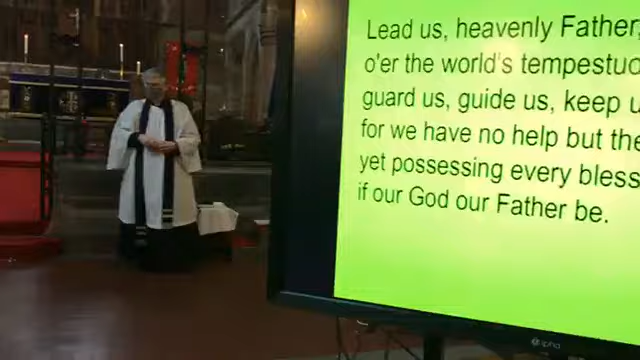 Lead us, heavenly Father,
o'er the world's
guard us, guide us, keep
for we have no help but
yet possessing every
if our God our Father be.
alpha